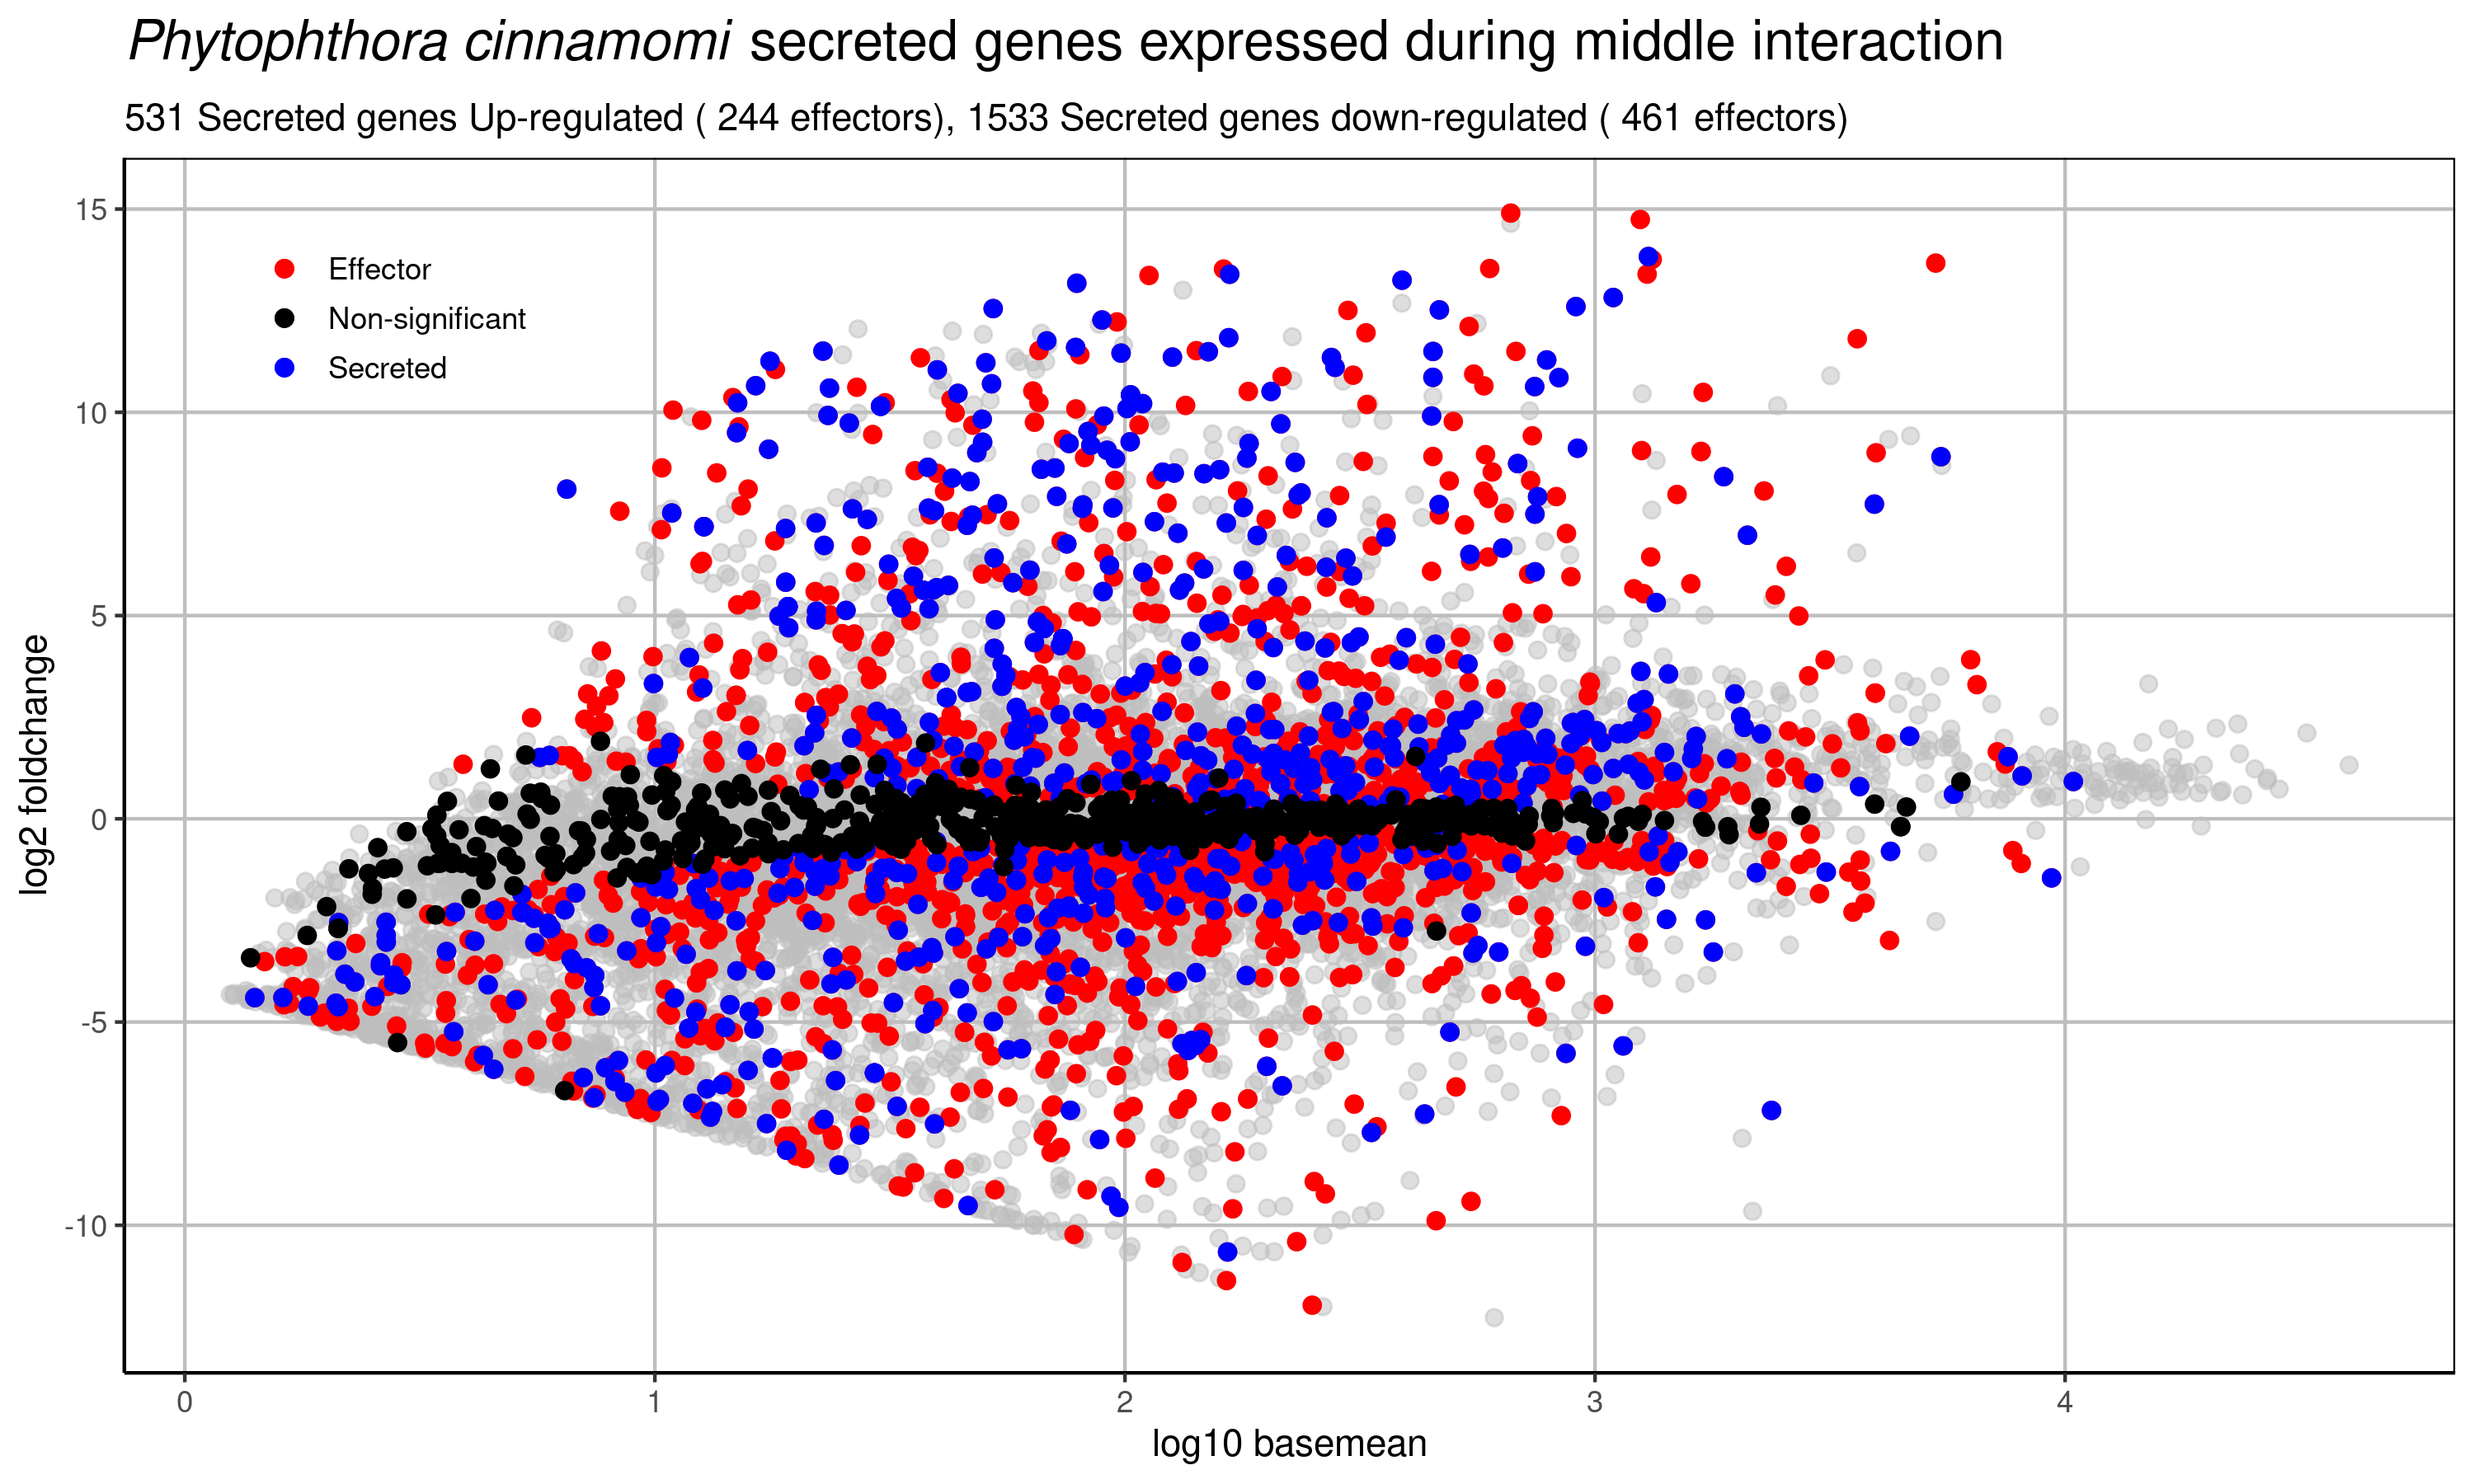 Phytophthora cinnamomi secreted genes expressed during middle interaction
531 Secreted genes Up-regulated ( 244 effectors), 1533 Secreted genes down-regulated ( 461 effectors)
15
10
5
0
-5
-10
log2 foldchange
Effector
Non-significant
Secreted
0
1
2
3
4
log10 basemean